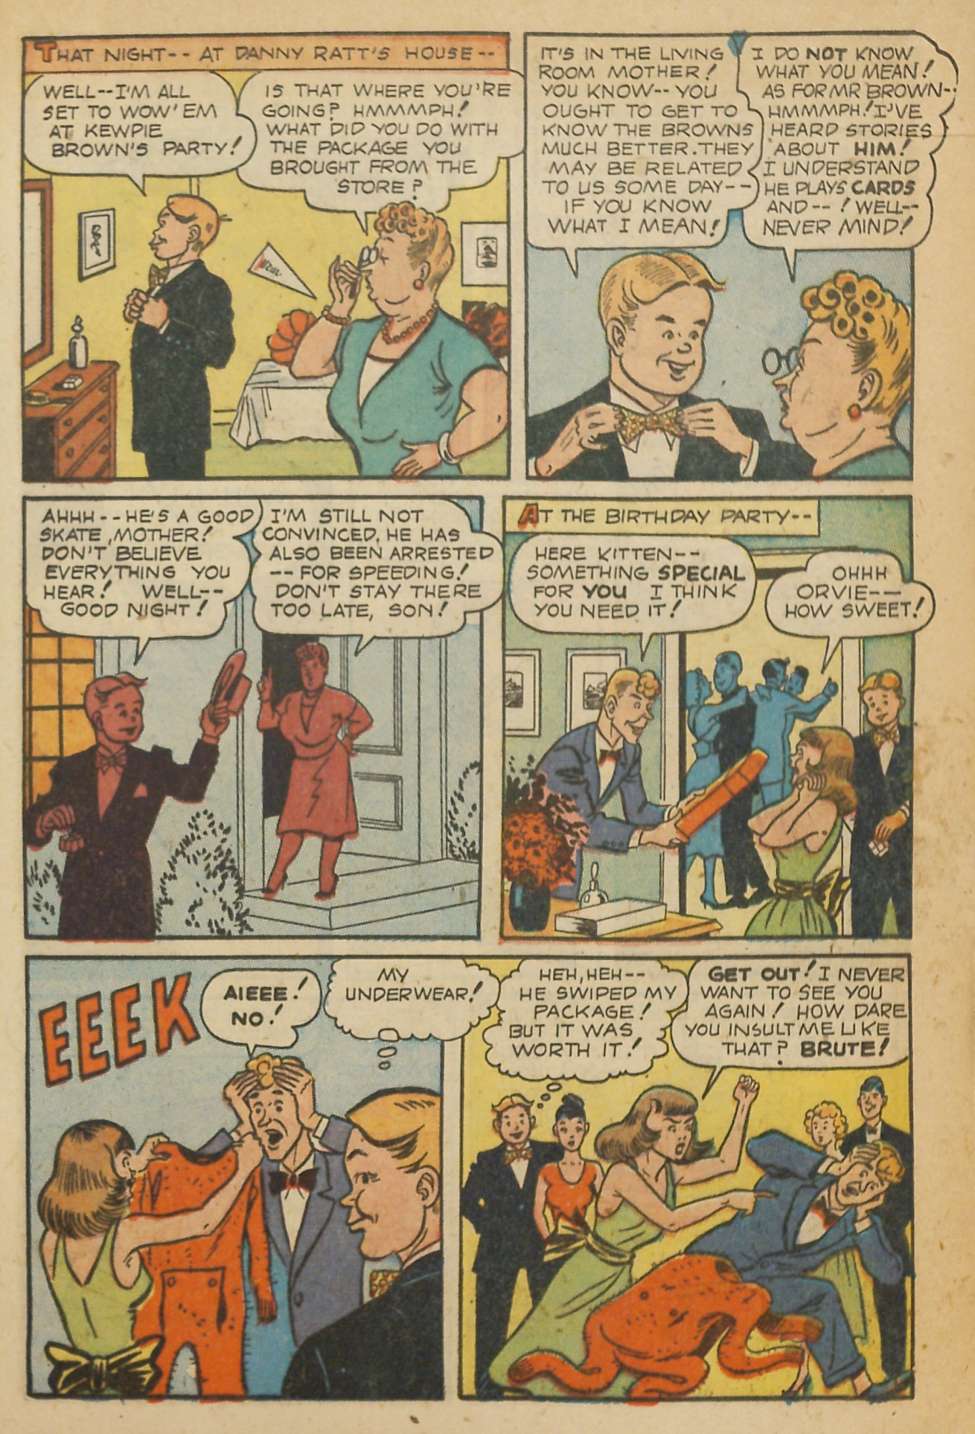 THAT NIGHT-- AT DANNY RATT'S HOUSE--
WELL--I'M ALL
SET TO WOW 'EM
AT KEWPIE
BROWN'S PARTY!
IS THAT WHERE YOU'RE
GOING? HMMMPH!
WHAT DID YOU DO WITH
THE PACKAGE YOU
BROUGHT FROM THE
STORE?
IT'S IN THE LIVING
ROOM MOTHER!
YOU KNOW-- YOU
OUGHT TO GET TO
KNOW THE BROWNS
MUCH BETTER. THEY
MAY BE RELATED
TO US SOME DAY--
IF YOU KNOW
WHAT I MEAN!
I DO NOT KNOW
WHAT YOU MEAN!
AS FOR MR BROWN--
HMMMPH! I'VE
HEARD STORIES
ABOUT HIM!
I UNDERSTAND
HE PLAYS CARDS
AND--! WELL--
NEVER MIND!
AHHH--HE'S A GOOD
SKATE, MOTHER!
DON'T BELIEVE
EVERYTHING YOU
HEAR! WELL--
GOOD NIGHT!
I'M STILL NOT
CONVINCED, HE HAS
ALSO BEEN ARRESTED
--FOR SPEEDING!
DON'T STAY THERE
TOO LATE, SON!
AT THE BIRTHDAY PARTY--
HERE KITTEN--
SOMETHING SPECIAL
FOR YOU I THINK
YOU NEED IT!
OHHH
ORVIE--
HOW SWEET!
EEEK
AIEEE!
NO!
MY
UNDERWEAR!
HEH, HEH--
HE SWIPED MY
PACKAGE!
BUT IT WAS
WORTH IT!
GET OUT! I NEVER
WANT TO SEE YOU
AGAIN! HOW DARE
YOU INSULT ME LIKE
THAT? BRUTE!